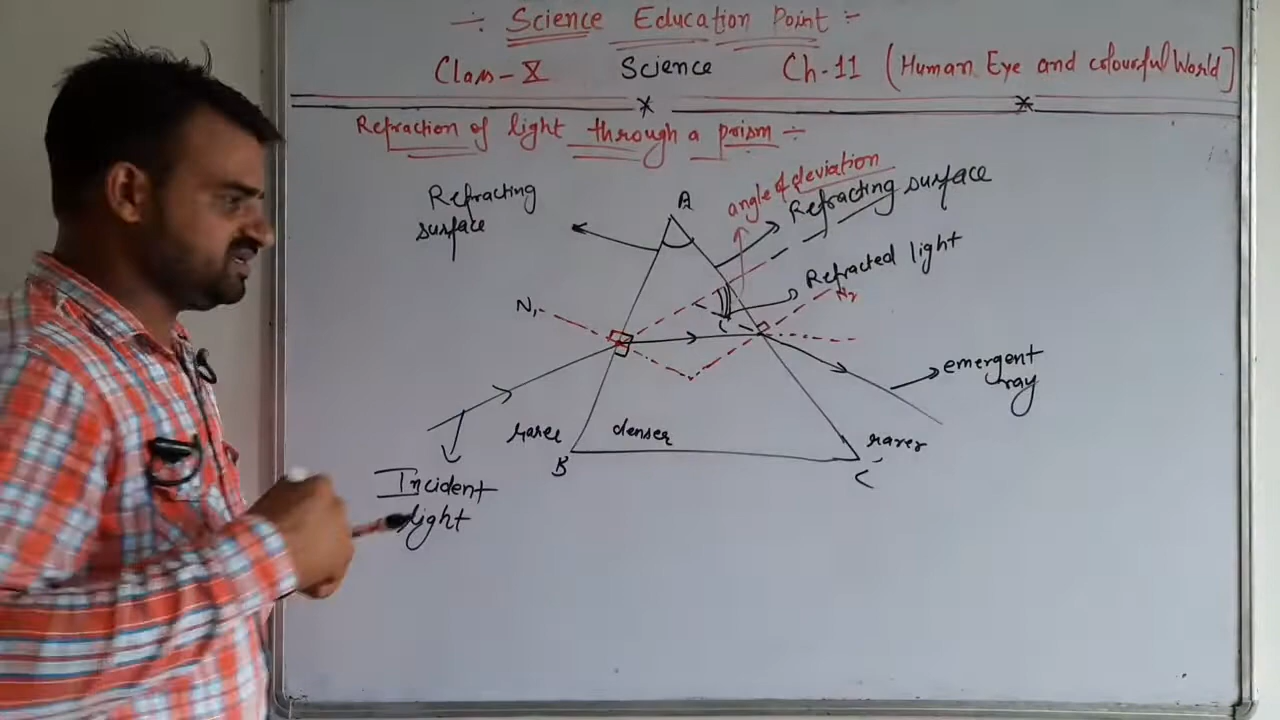 ÷ Science Education Point ÷
Class-X Science Ch-11 (Human Eye and colourful World]
Refraction of light through a prism ÷
Refracting
surface
A
angle of deviation
Refracting surface
Refracted light
N₁
N₂
emergent
ray
rarer denser rarer
B C
Incident
light